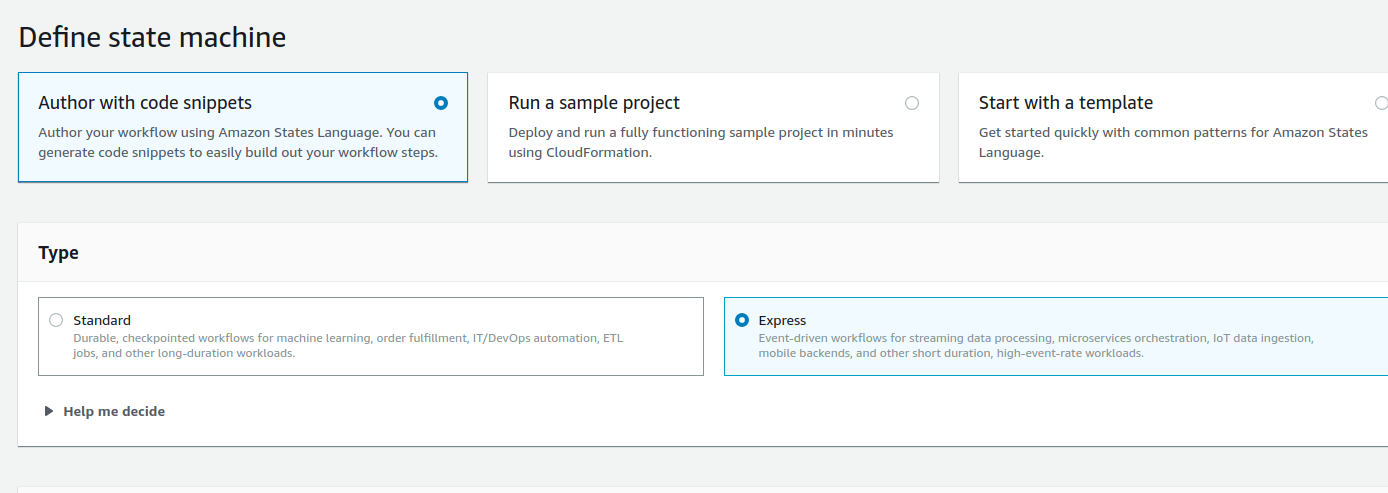 Define state machine
Author with code snippets
Author your workflow using Amazon States Language. You can
generate code snippets to easily build out your workflow steps.
Run a sample project
Deploy and run a fully functioning sample project in minutes
using CloudFormation.
Start with a template
Get started quickly with common patterns for Amazon States
Language.
Type
Standard
Durable, checkpointed workflows for machine learning, order fulfillment, IT/DevOps automation, ETL
jobs, and other long-duration workloads.
Express
Event-driven workflows for streaming data processing, microservices orchestration, IoT data ingestion,
mobile backends, and other short duration, high-event-rate workloads.
Help me decide